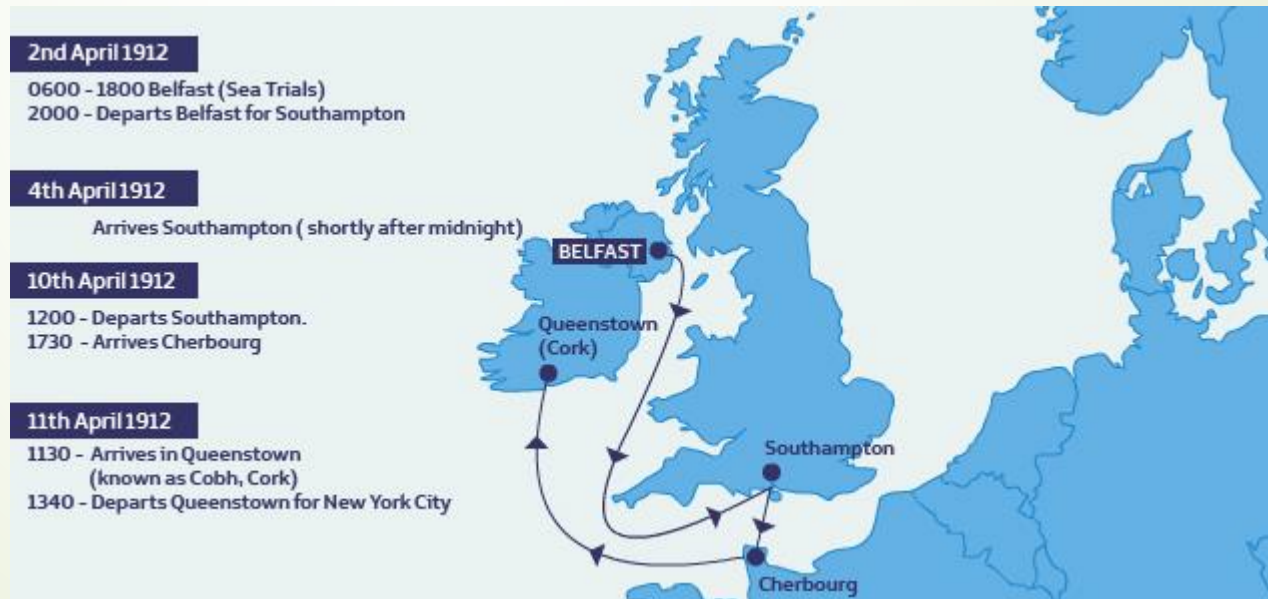 2nd April 1912
0600 - 1800 Belfast (Sea Trials)
2000 - Departs Belfast for Southampton
4th April 1912
Arrives Southampton ( shortly after midnight)
10th April 1912
1200 - Departs Southampton.
1730 - Arrives Cherbourg
11th April 1912
1130 - Arrives in Queenstown
(known as Cobh, Cork)
1340 - Departs Queenstown for New York City
BELFAST
Queenstown
(Cork)
Southampton
Cherbourg